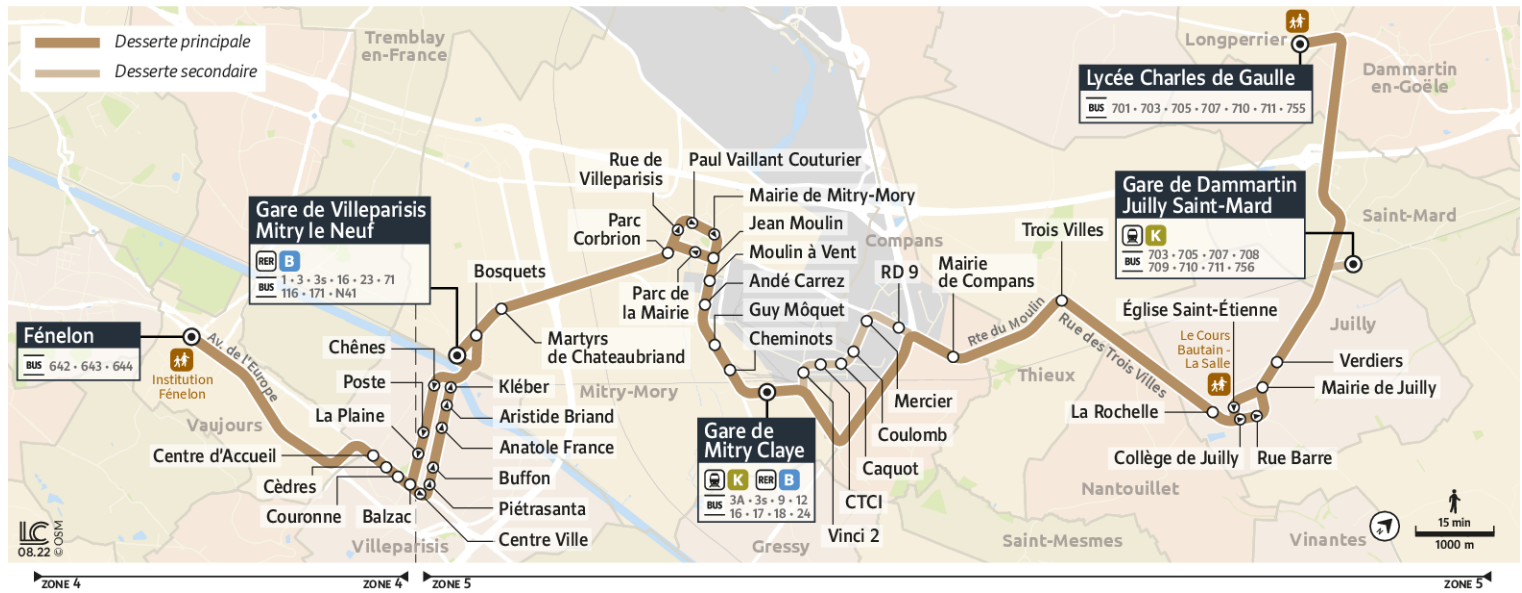 Desserte principale
Desserte secondaire
Tremblay
en-France
Longperrier
Dammartin
en-Goële
Lycée Charles de Gaulle
BUS 701 • 703 • 705 • 707 • 710 • 711 • 755
Rue de
Villeparisis
Paul Vaillant Couturier
Mairie de Mitry-Mory
Parc
Corbrion
Jean Moulin
Moulin à Vent
Andé Carrez
Guy Môquet
Cheminots
Parc de
la Mairie
Gare de Villeparisis
Mitry le Neuf
RER B
BUS 1 • 3 • 3s • 16 • 23 • 71
116 • 171 • N41
Bosquets
Martyrs
de Chateaubriand
Gare de Dammartin
Juilly Saint-Mard
K
BUS 703 • 705 • 707 • 708
709 • 710 • 711 • 756
Saint-Mard
Compans
Trois Villes
RD 9
Mairie
de Compans
Rte du Moulin
Rue des Trois Villes
Église Saint-Étienne
Le Cours
Bautain -
La Salle
Juilly
Verdiers
Mairie de Juilly
Fénelon
BUS 642 • 643 • 644
Institution
Fénelon
Av. de l'Europe
Chênes
Poste
La Plaine
Kléber
Aristide Briand
Anatole France
Buffon
Piétrasanta
Centre Ville
Vaujours
Centre d'Accueil
Cèdres
Couronne
Balzac
Villeparisis
Mitry-Mory
Gare de
Mitry Claye
K RER B
BUS 3A • 3s • 9 • 12
16 • 17 • 18 • 24
Mercier
Coulomb
Caquot
CTCI
Vinci 2
Gressy
Thieux
La Rochelle
Collège de Juilly
Rue Barre
Nantouillet
Saint-Mesmes
Vinantes
15 min
1000 m
LC
08.22
© OSM
ZONE 4
ZONE 4
ZONE 5
ZONE 5